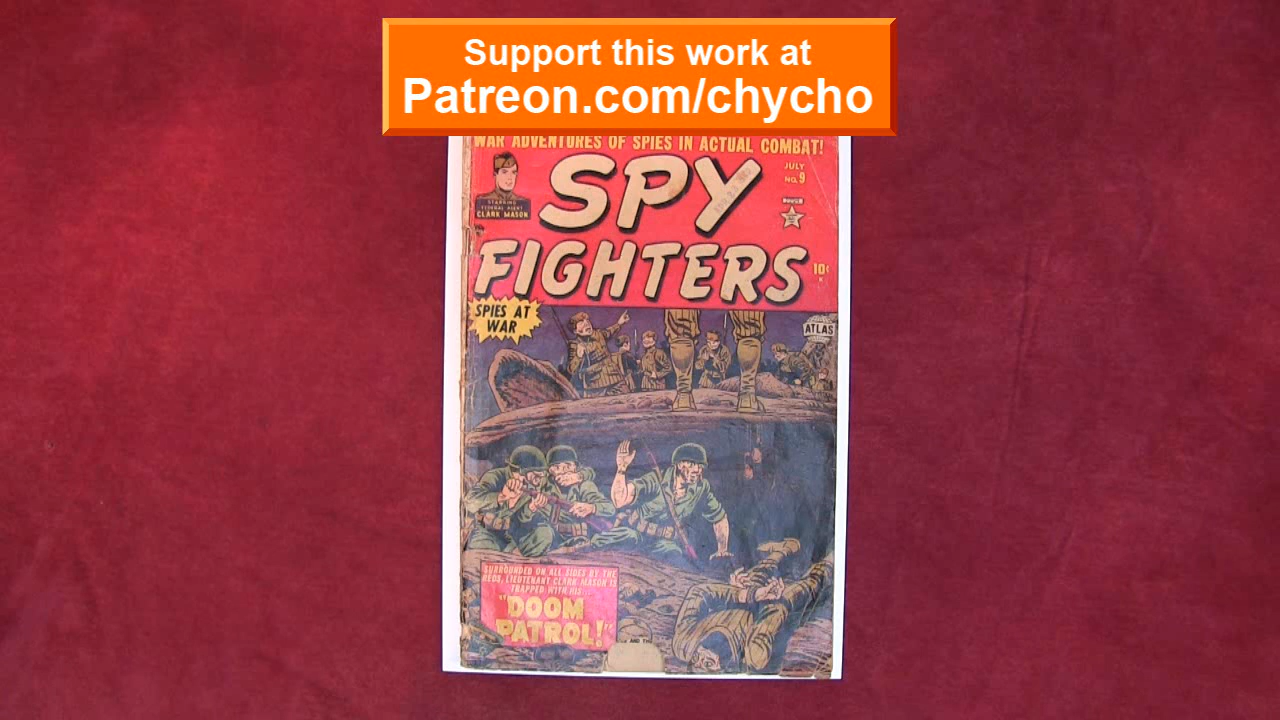 Support this work at
Patreon.com/chycho
WAR ADVENTURES OF SPIES IN ACTUAL COMBAT!
JULY
NO. 9
STARRING
FEDERAL AGENT
CLARK MASON
SPY
FIGHTERS
10¢
SPIES AT
WAR
ATLAS
SURROUNDED ON ALL SIDES BY THE
REDS, LIEUTENANT CLARK MASON IS
TRAPPED WITH HIS...
"DOOM
PATROL!"
AND THE